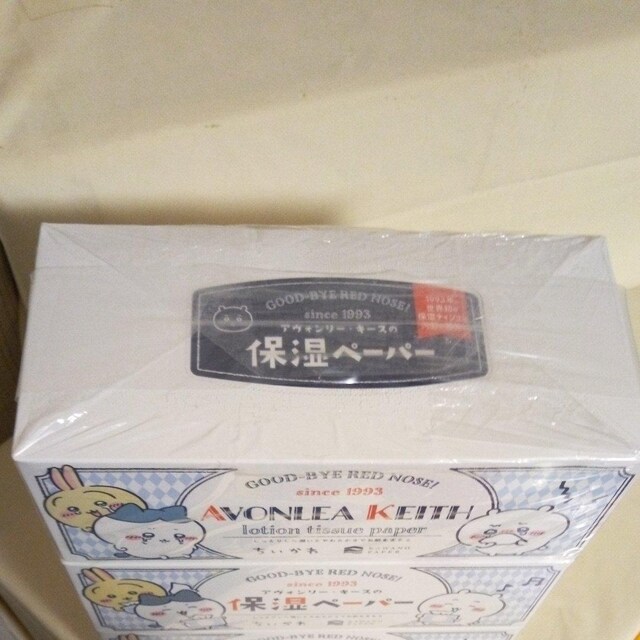 GOOD-BYE RED NOSE!
since 1993
アヴォンリー・キースの
保湿ペーパー
GOOD-BYE RED NOSE!
since 1993
AVONLEA KEITH
lotion tissue paper
ちいかわ
GOOD-BYE RED NOSE!
since 1993
アヴォンリー・キースの
保湿ペーパー